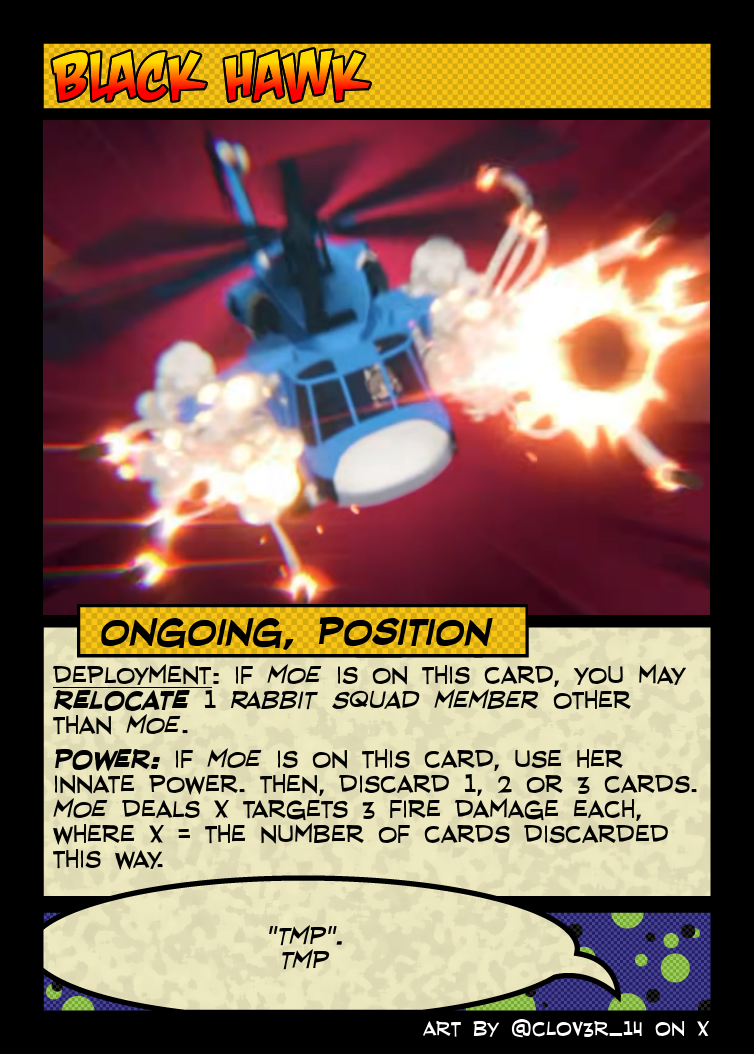 BLACK HAWK
ONGOING, POSITION
DEPLOYMENT: IF MOE IS ON THIS CARD, YOU MAY
RELOCATE 1 RABBIT SQUAD MEMBER OTHER
THAN MOE.
POWER: IF MOE IS ON THIS CARD, USE HER
INNATE POWER. THEN, DISCARD 1, 2 OR 3 CARDS.
MOE DEALS X TARGETS 3 FIRE DAMAGE EACH,
WHERE X = THE NUMBER OF CARDS DISCARDED
THIS WAY.
"TMP".
TMP
ART BY @CLOV3R_14 ON X